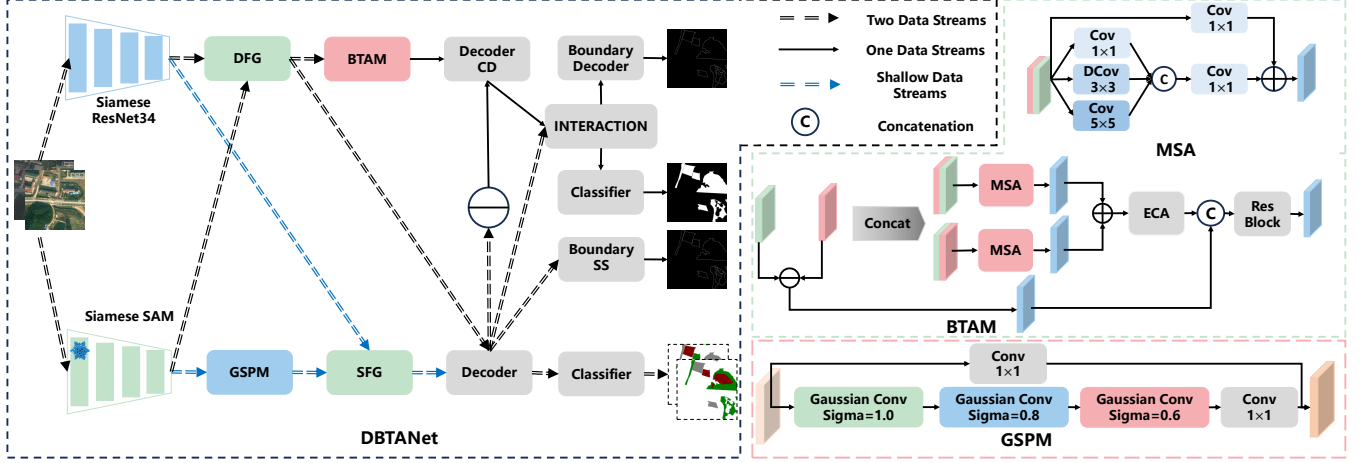 Siamese
ResNet34
DFG
BTAM
Decoder
CD
Boundary
Decoder
INTERACTION
Classifier
Boundary
SS
Siamese SAM
GSPM
SFG
Decoder
Classifier
DBTANet
Two Data Streams
One Data Streams
Shallow Data
Streams
C
Concatenation
Cov
1×1
Cov
1×1
DCov
3×3
Cov
5×5
C
Cov
1×1
MSA
Concat
MSA
MSA
ECA
C
Res
Block
BTAM
Conv
1×1
Gaussian Conv
Sigma=1.0
Gaussian Conv
Sigma=0.8
Gaussian Conv
Sigma=0.6
Conv
1×1
GSPM